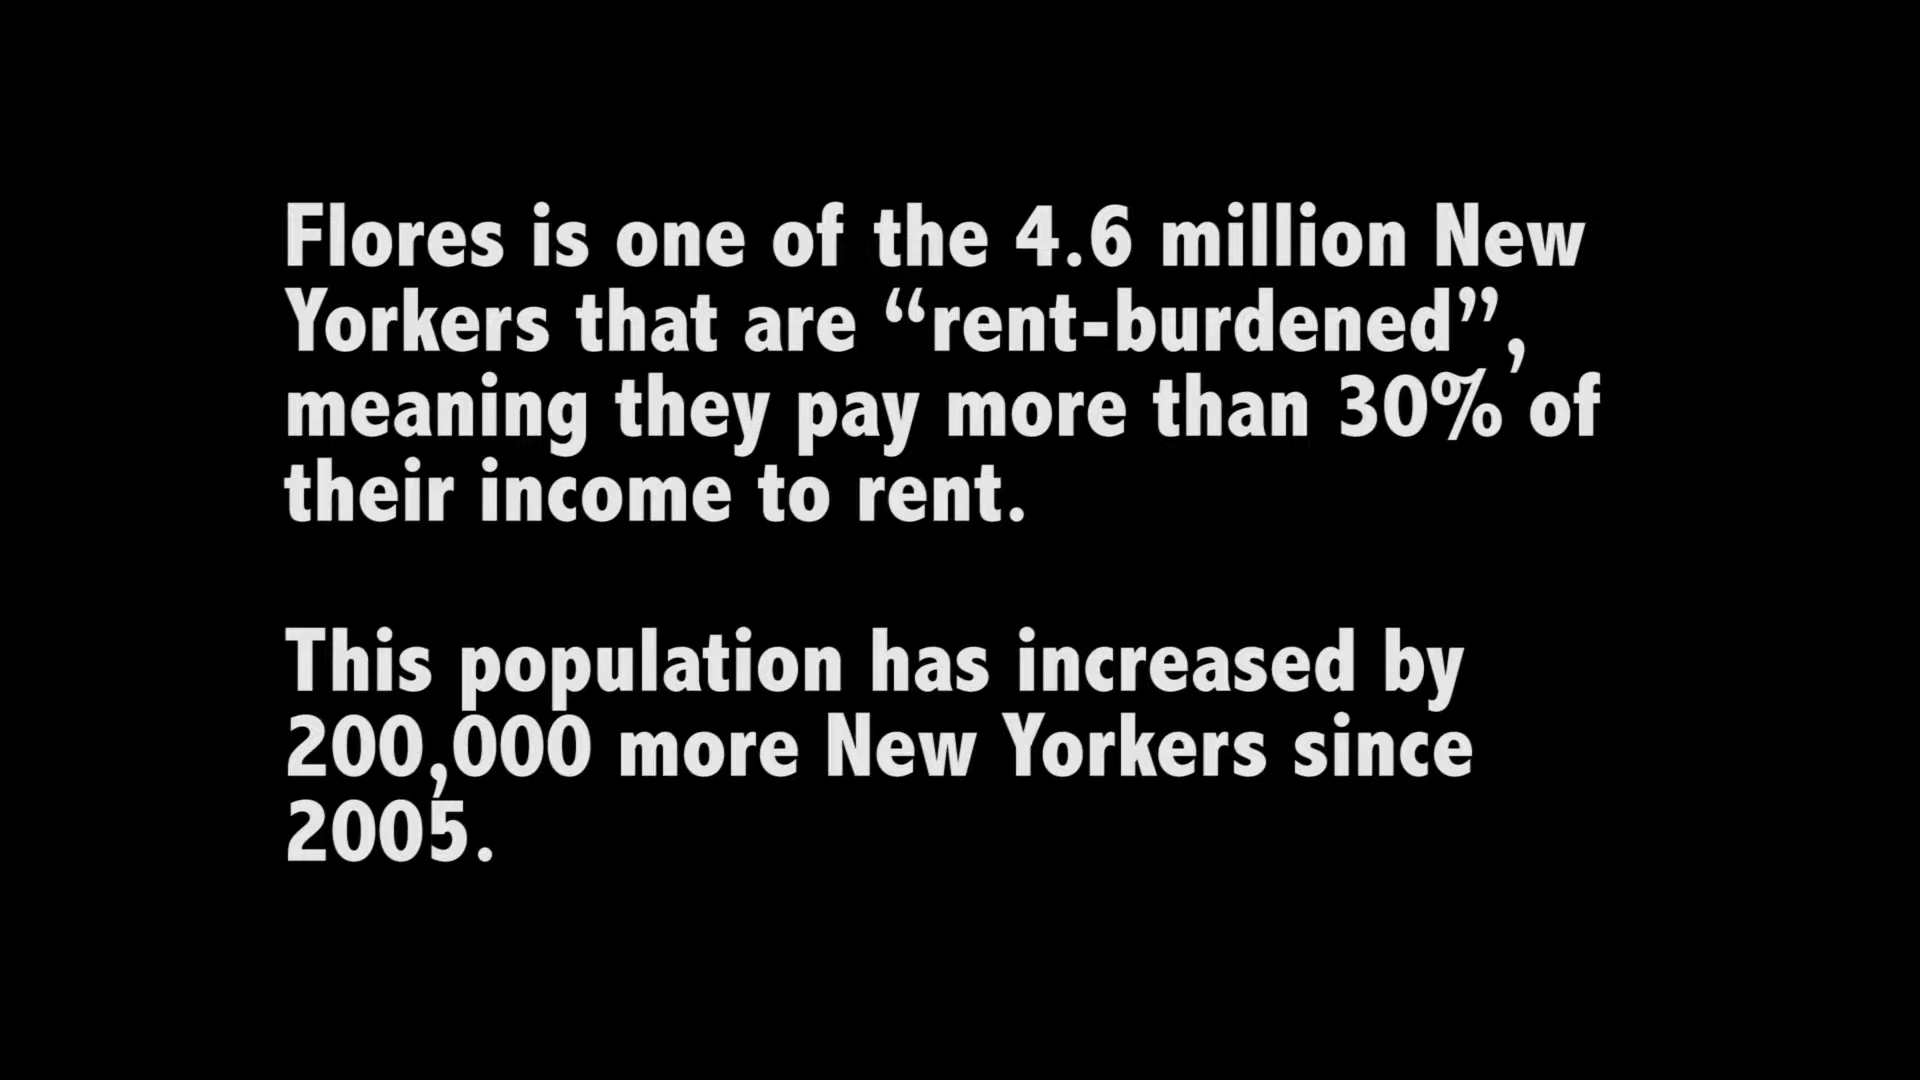 Flores is one of the 4.6 million New
Yorkers that are “rent-burdened”,
meaning they pay more than 30% of
their income to rent.
This population has increased by
200,000 more New Yorkers since
2005.